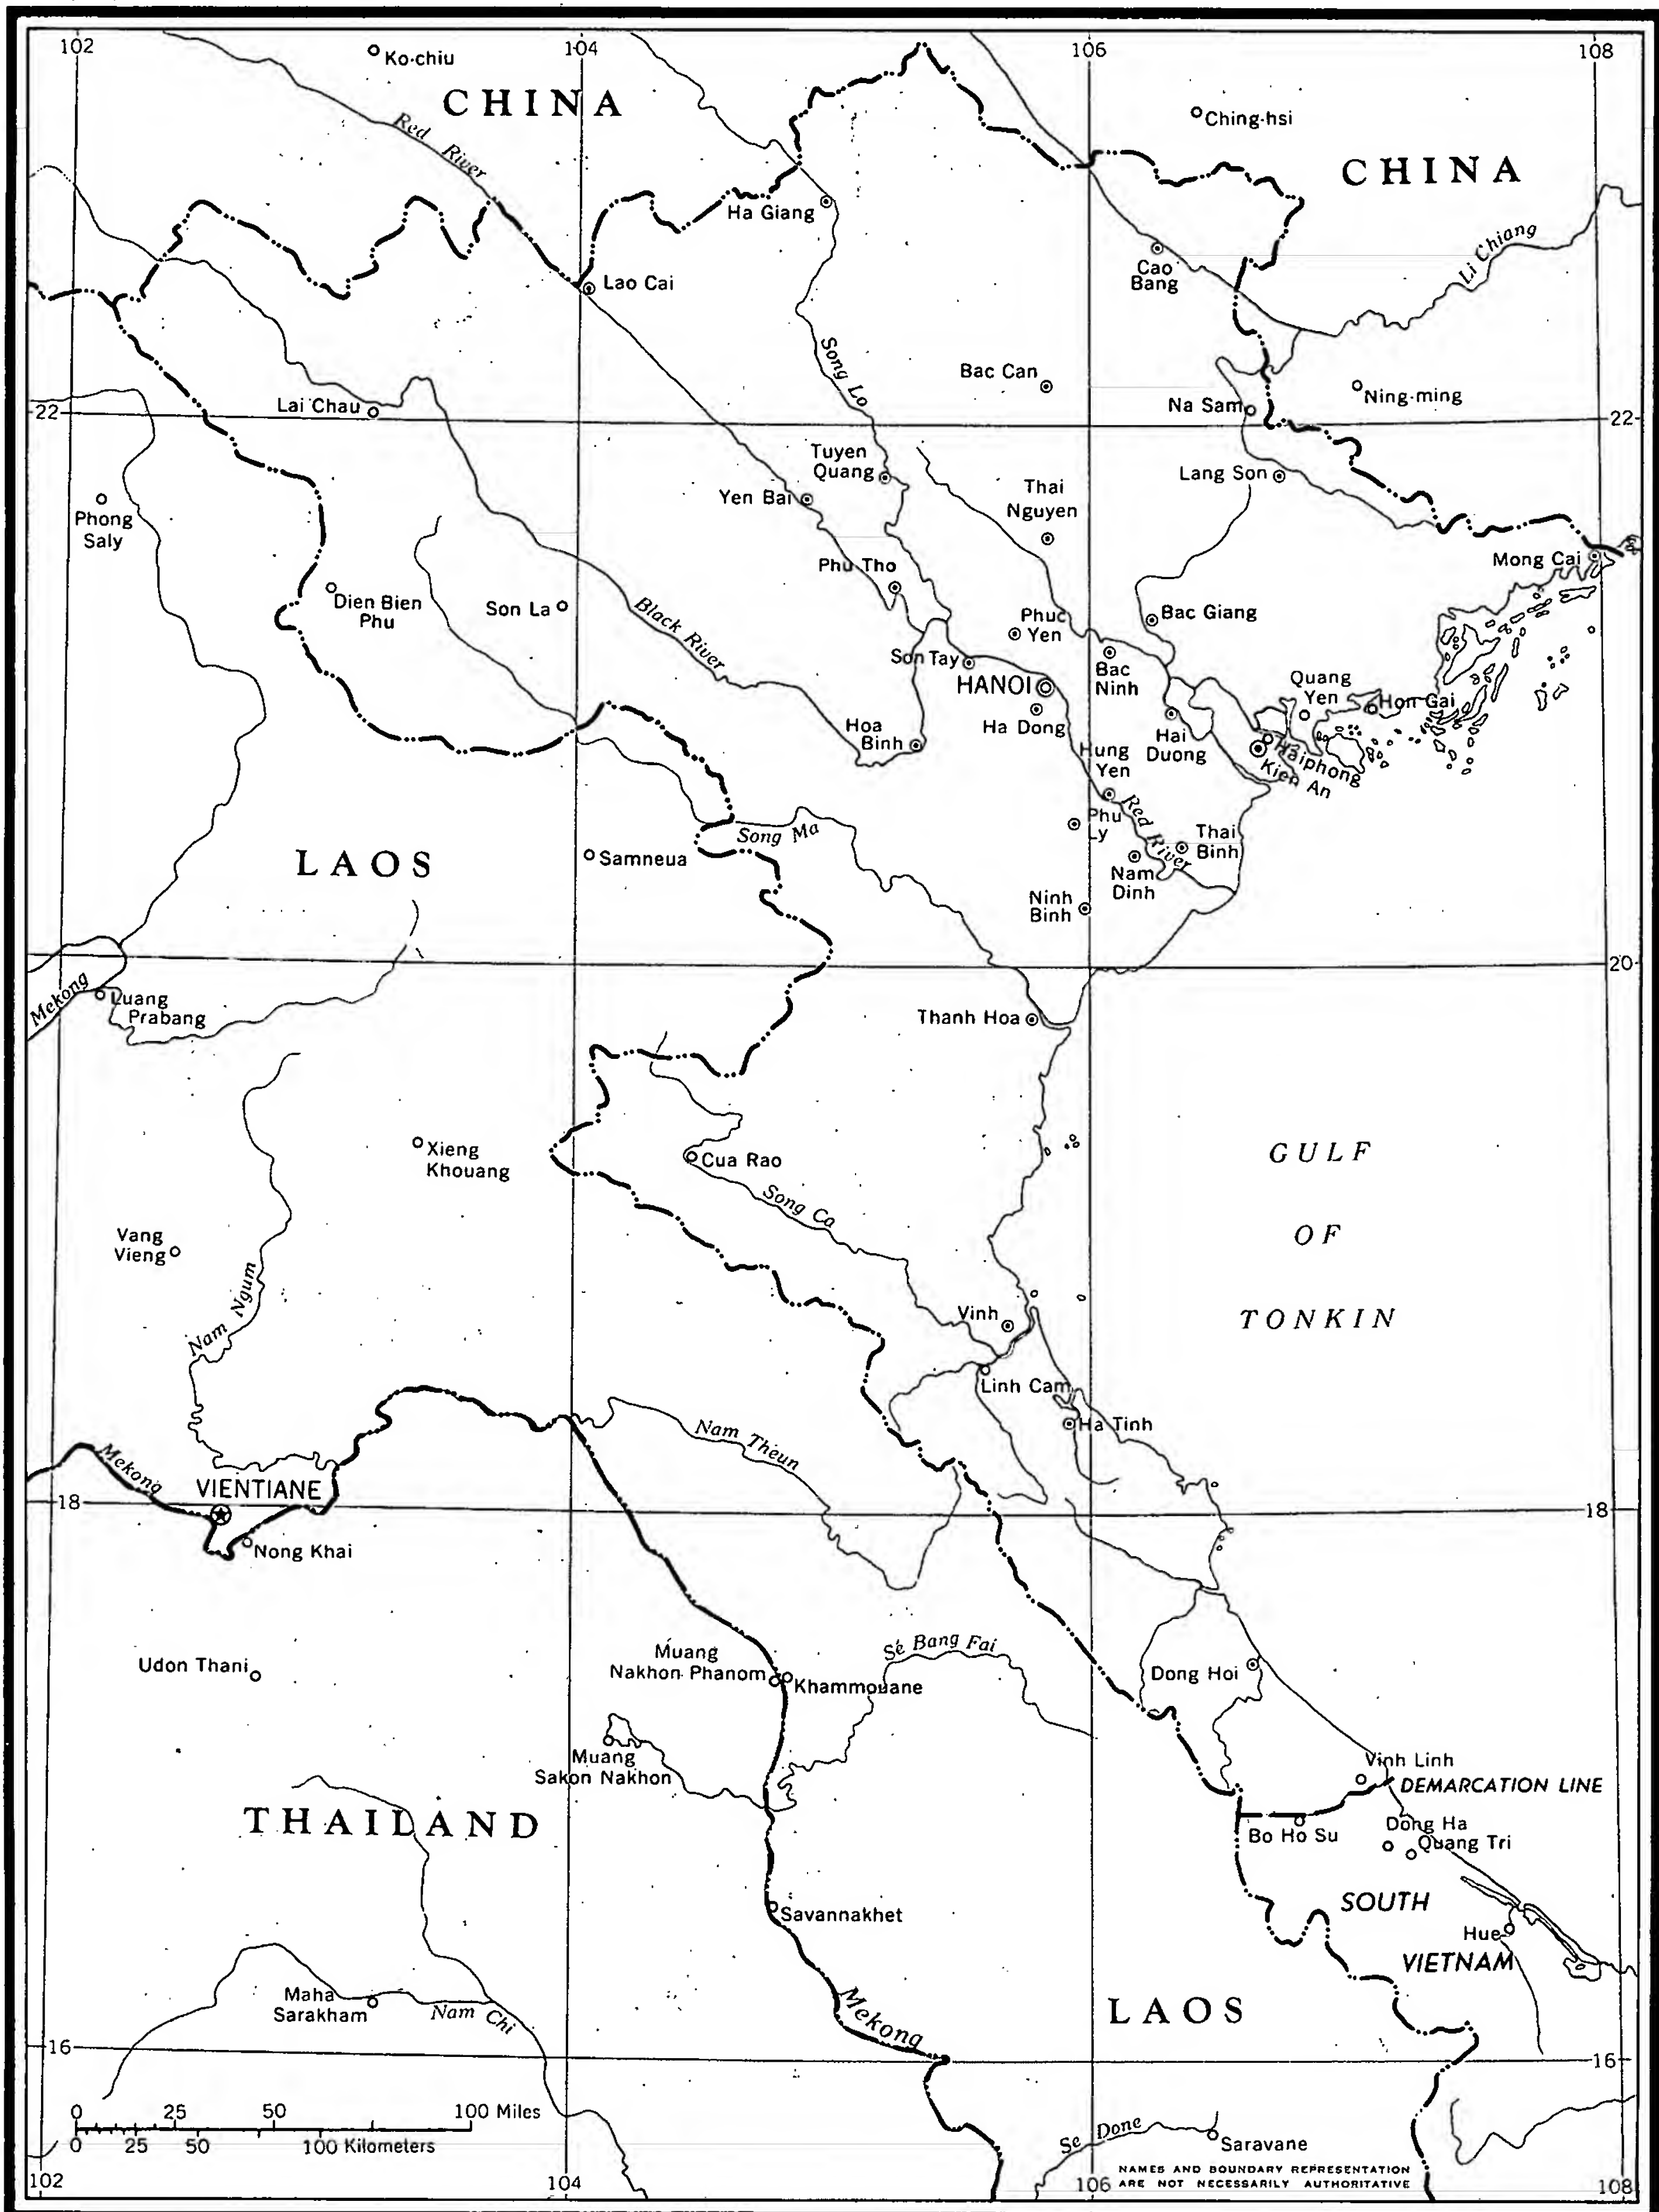 102
104
106
108
Ko-chiu
CHINA
Red
River
Ching-hsi
CHINA
Ha Giang
Li Chiang
Cao
Bang
Lao Cai
Song Lo
Bac Can
Ning-ming
Na Sam
Lai Chau
22
22
Tuyen
Quang
Lang Son
Yen Bai
Thai
Nguyen
Phong
Saly
Mong Cai
Phu Tho
Dien Bien
Phu
Son La
Black River
Phuc
Yen
Bac Giang
Son Tay
Bac
Ninh
HANOI
Quang
Yen
Hon Gai
Ha Dong
Hoa
Binh
Hai
Duong
Hung
Yen
Haiphong
Kien An
Phu
Ly
Red River
Thai
Binh
Song Ma
LAOS
Samneua
Nam
Dinh
Ninh
Binh
20
Mekong
Luang
Prabang
Thanh Hoa
Xieng
Khouang
Cua Rao
GULF
OF
TONKIN
Song Ca
Vang
Vieng
Nam Ngum
Vinh
Linh Cam
Ha Tinh
Nam Theun
Mekong
VIENTIANE
18
18
Nong Khai
Udon Thani
Muang
Nakhon Phanom
Khammouane
Se Bang Fai
Dong Hoi
Muang
Sakon Nakhon
Vinh Linh
DEMARCATION LINE
THAILAND
Bo Ho Su
Dong Ha
Quang Tri
SOUTH
VIETNAM
Hue
Savannakhet
Maha
Sarakham
Nam Chi
Mekong
LAOS
16
16
0 25 50 100 Miles
0 25 50 100 Kilometers
Se Done
Saravane
NAMES AND BOUNDARY REPRESENTATION
ARE NOT NECESSARILY AUTHORITATIVE
102
104
106
108